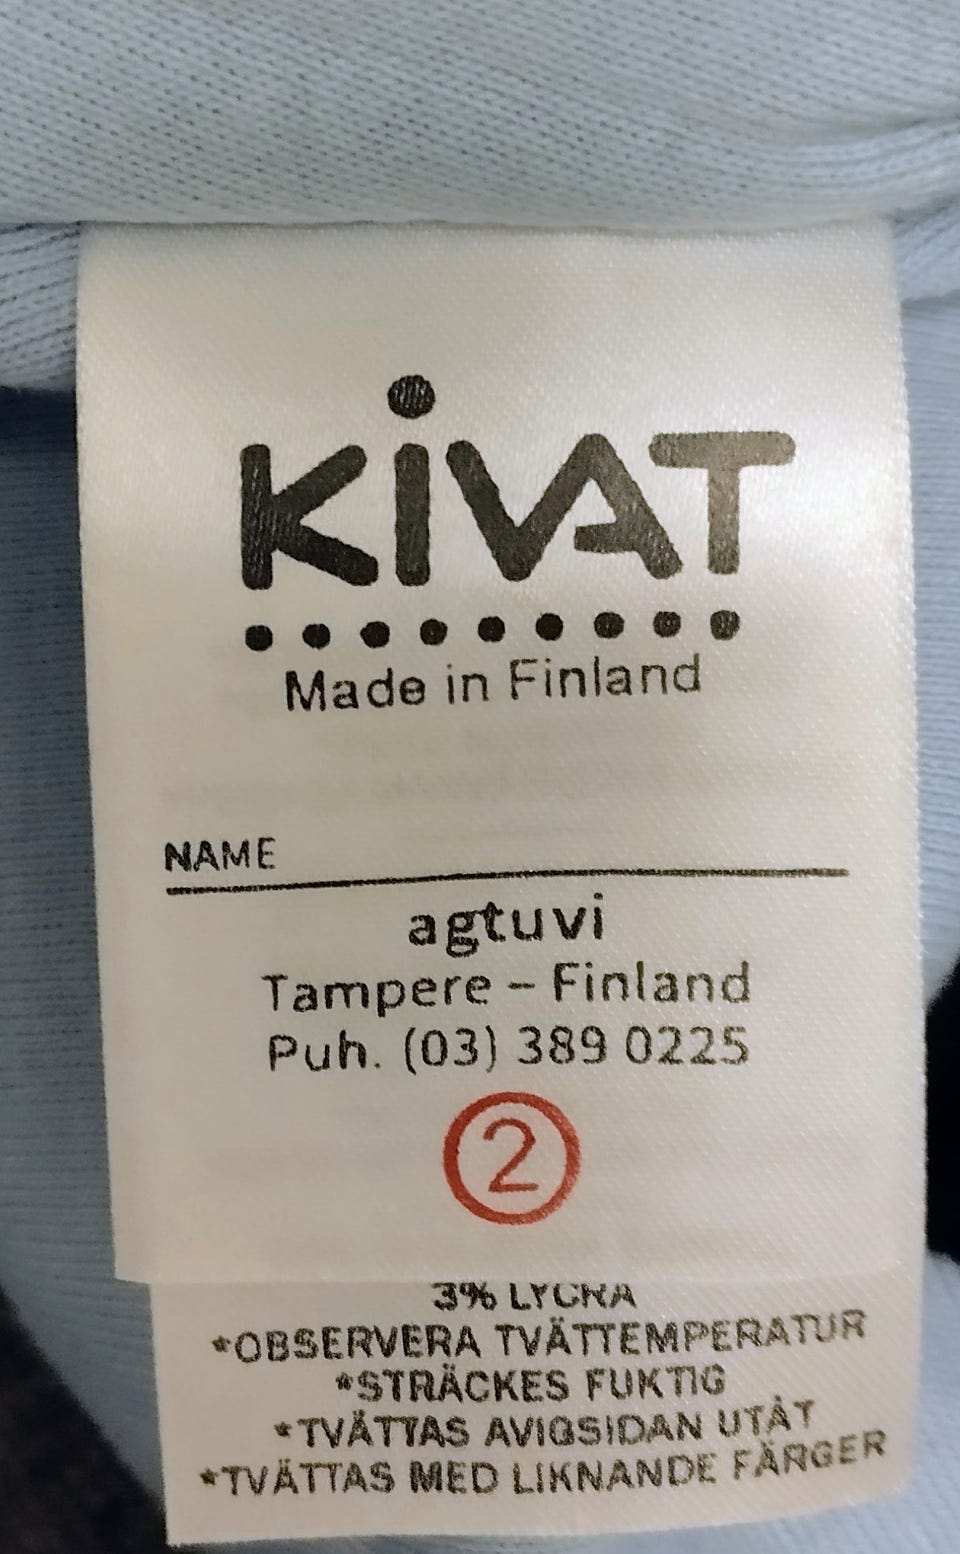 KiVAT
Made in Finland
NAME
agtuvi
Tampere – Finland
Puh. (03) 389 0225
2
3% LYCRA
*OBSERVERA TVÄTTEMPERATUR
*STRÄCKES FUKTIG
*TVÄTTAS AVIGSIDAN UTÅT
*TVÄTTAS MED LIKNANDE FÄRGER